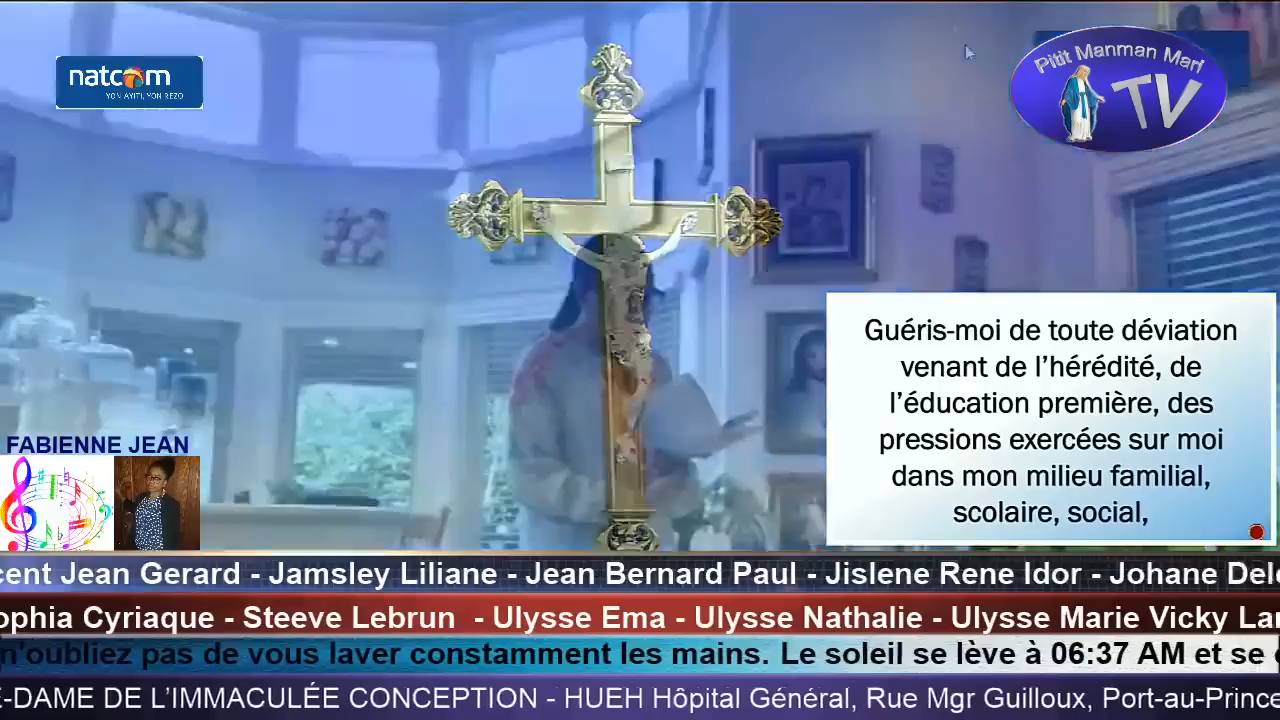 natcom
YON AYITI, YON REZO
Pitit Manman Mari
TV
Guéris-moi de toute déviation
venant de l'hérédité, de
l'éducation première, des
pressions exercées sur moi
dans mon milieu familial,
scolaire, social,
FABIENNE JEAN
cent Jean Gerard - Jamsley Liliane - Jean Bernard Paul - Jislene Rene Idor - Johane Del
ophia Cyriaque - Steeve Lebrun - Ulysse Ema - Ulysse Nathalie - Ulysse Marie Vicky La
n'oubliez pas de vous laver constamment les mains. Le soleil se lève à 06:37 AM et se
E-DAME DE L'IMMACULÉE CONCEPTION - HUEH Hôpital Général, Rue Mgr Guilloux, Port-au-Prince